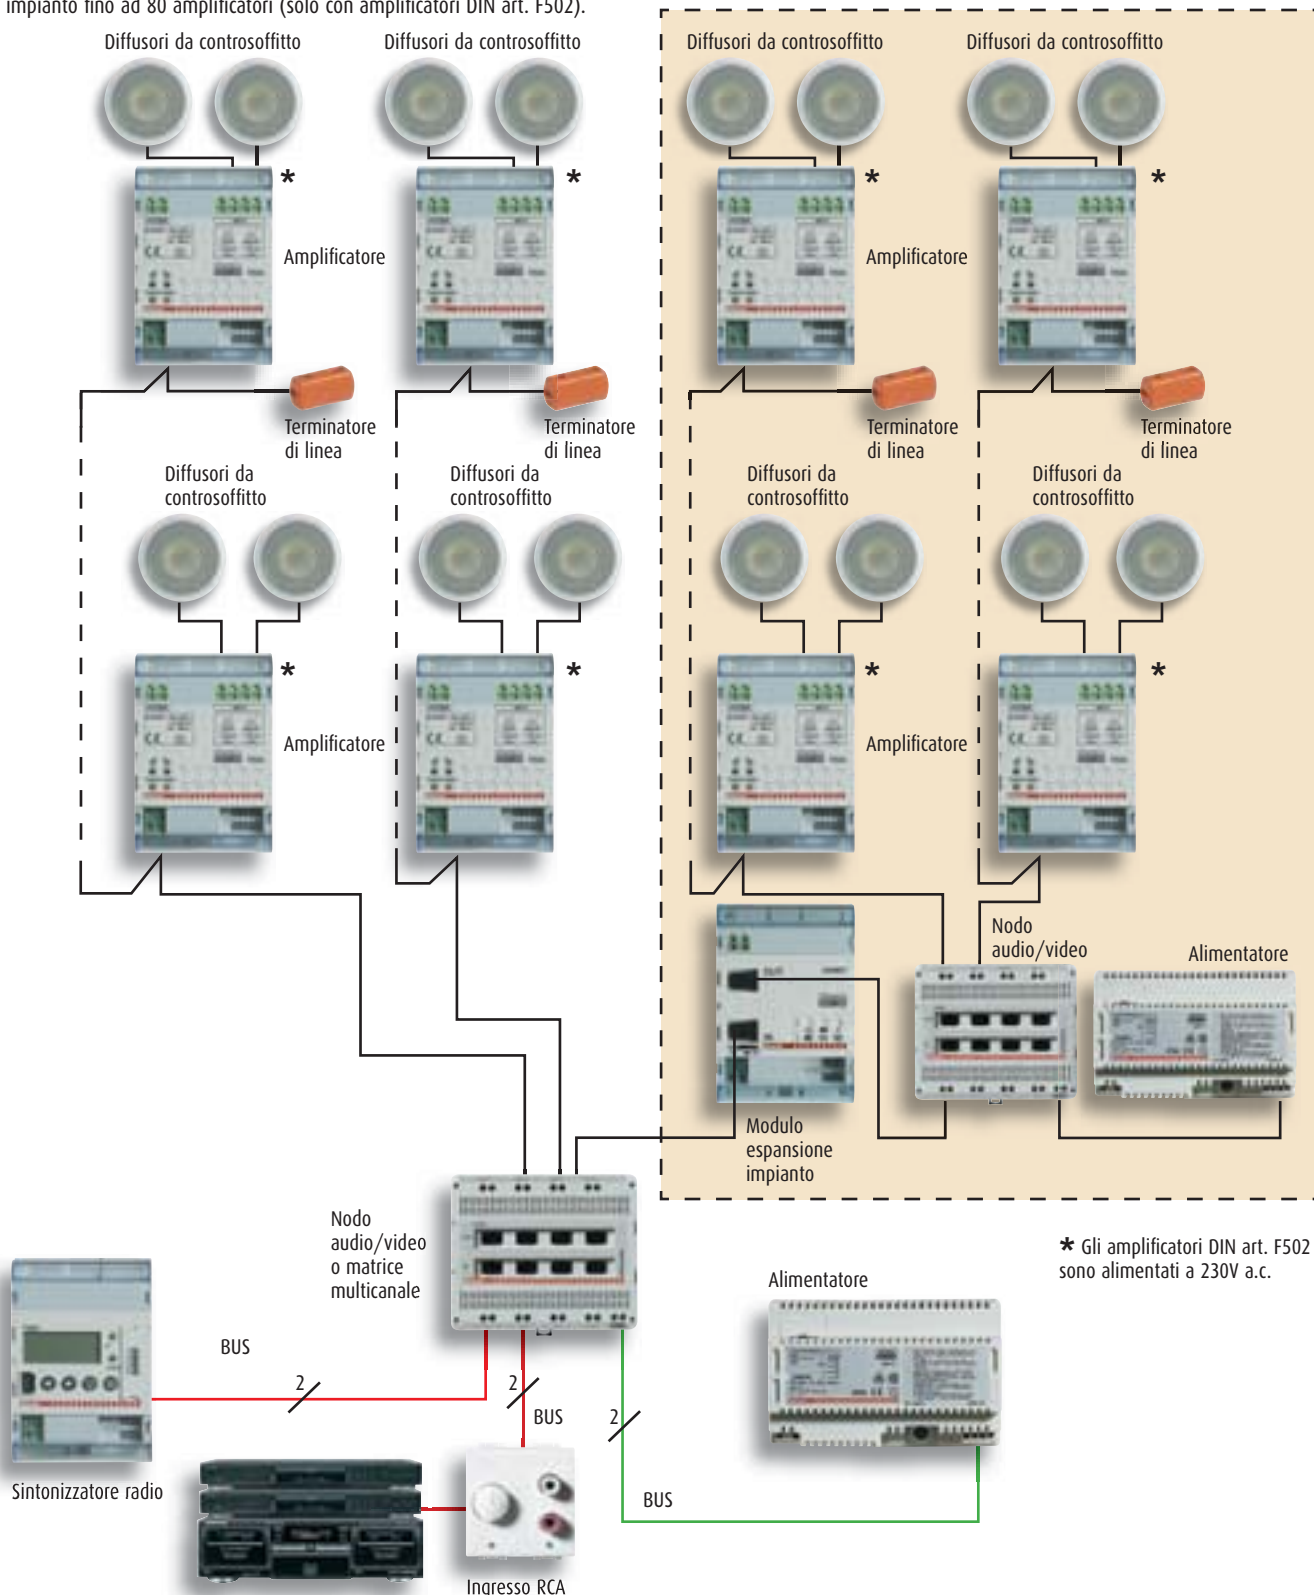 impianto fino ad 80 amplificatori (solo con amplificatori DIN art. F502).
Diffusori da controsoffitto
Diffusori da controsoffitto
Diffusori da controsoffitto
Diffusori da controsoffitto
*
*
*
*
Amplificatore
Amplificatore
Terminatore
di linea
Terminatore
di linea
Terminatore
di linea
Terminatore
di linea
Diffusori da
controsoffitto
Diffusori da
controsoffitto
Diffusori da
controsoffitto
Diffusori da
controsoffitto
*
*
*
*
Amplificatore
Amplificatore
Nodo
audio/video
Alimentatore
Modulo
espansione
impianto
Nodo
audio/video
o matrice
multicanale
* Gli amplificatori DIN art. F502
sono alimentati a 230V a.c.
Alimentatore
BUS
2
2
BUS
2
BUS
Sintonizzatore radio
Ingresso RCA